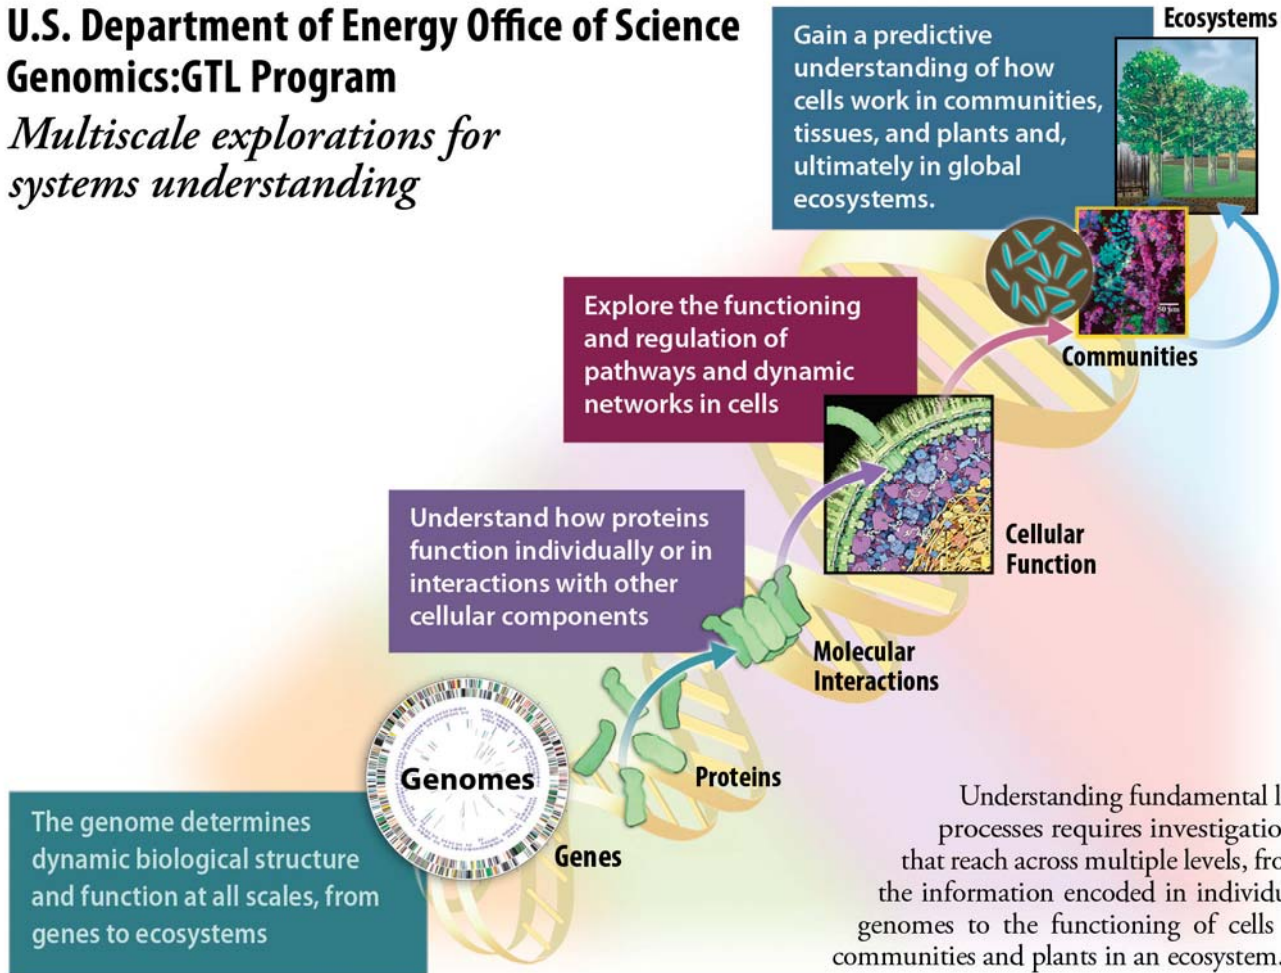 U.S. Department of Energy Office of Science
Genomics:GTL Program
Multiscale explorations for
systems understanding
Ecosystems
Gain a predictive
understanding of how
cells work in communities,
tissues, and plants and,
ultimately in global
ecosystems.
50 µm
Communities
Explore the functioning
and regulation of
pathways and dynamic
networks in cells
Cellular
Function
Understand how proteins
function individually or in
interactions with other
cellular components
Molecular
Interactions
Proteins
Genomes
Genes
The genome determines
dynamic biological structure
and function at all scales, from
genes to ecosystems
Understanding fundamental l
processes requires investigatio
that reach across multiple levels, fro
the information encoded in individu
genomes to the functioning of cells
communities and plants in an ecosystem.